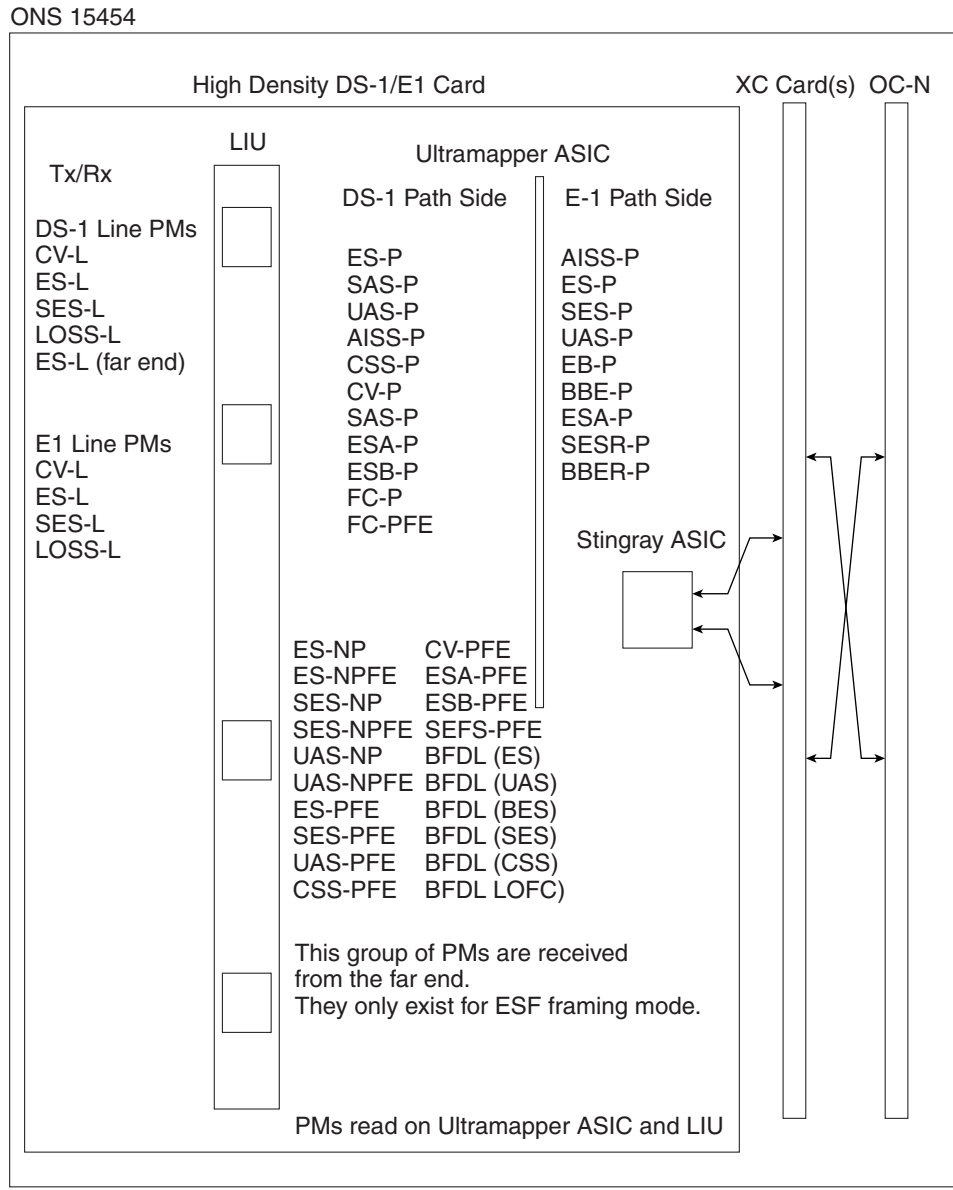 ONS 15454
High Density DS-1/E1 Card
XC Card(s)
OC-N
LIU
Tx/Rx
DS-1 Line PMs
CV-L
ES-L
SES-L
LOSS-L
ES-L (far end)
E1 Line PMs
CV-L
ES-L
SES-L
LOSS-L
Ultramapper ASIC
DS-1 Path Side
ES-P
SAS-P
UAS-P
AISS-P
CSS-P
CV-P
SAS-P
ESA-P
ESB-P
FC-P
FC-PFE
E-1 Path Side
AISS-P
ES-P
SES-P
UAS-P
EB-P
BBE-P
ESA-P
SESR-P
BBER-P
Stingray ASIC
ES-NP
ES-NPFE
SES-NP
SES-NPFE
UAS-NP
UAS-NPFE
ES-PFE
SES-PFE
UAS-PFE
CSS-PFE
CV-PFE
ESA-PFE
ESB-PFE
SEFS-PFE
BFDL (ES)
BFDL (UAS)
BFDL (BES)
BFDL (SES)
BFDL (CSS)
BFDL LOFC)
This group of PMs are received
from the far end.
They only exist for ESF framing mode.
PMs read on Ultramapper ASIC and LIU